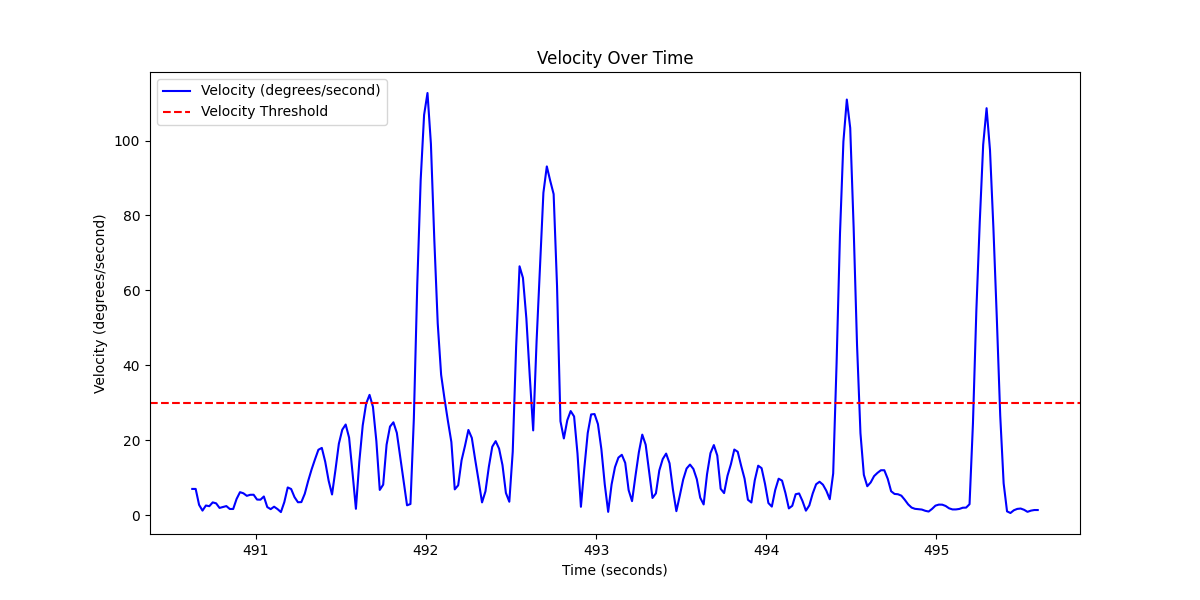 Velocity Over Time
Velocity (degrees/second)
Velocity Threshold
Velocity (degrees/second)
100
80
60
40
20
0
491
492
493
494
495
Time (seconds)